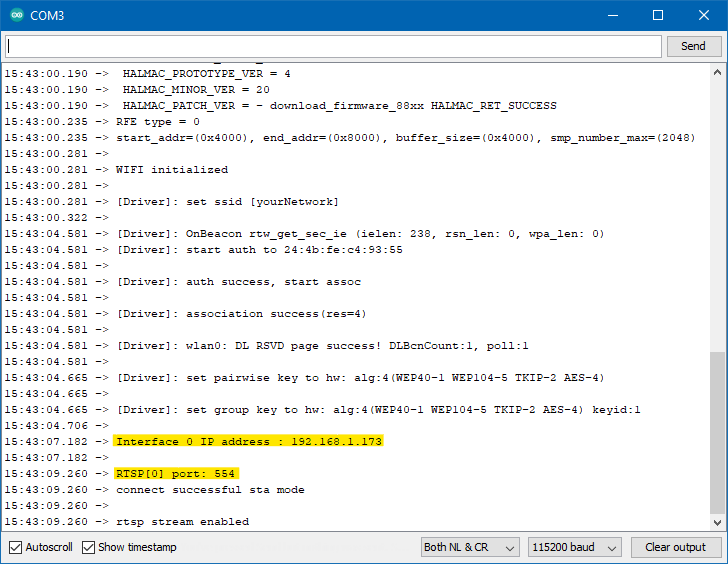 COM3
Send
15:43:00.190 -> HALMAC_PROTOTYPE_VER = 4
15:43:00.190 -> HALMAC_MINOR_VER = 20
15:43:00.190 -> HALMAC_PATCH_VER = - download_firmware_88xx HALMAC_RET_SUCCESS
15:43:00.235 -> RFE type = 0
15:43:00.235 -> start_addr=(0x4000), end_addr=(0x8000), buffer_size=(0x4000), smp_number_max=(2048)
15:43:00.281 ->
15:43:00.281 -> WIFI initialized
15:43:00.281 ->
15:43:00.281 -> [Driver]: set ssid [yourNetwork]
15:43:00.322 ->
15:43:04.581 -> [Driver]: OnBeacon rtw_get_sec_ie (ielen: 238, rsn_len: 0, wpa_len: 0)
15:43:04.581 -> [Driver]: start auth to 24:4b:fe:c4:93:55
15:43:04.581 ->
15:43:04.581 -> [Driver]: auth success, start assoc
15:43:04.581 ->
15:43:04.581 -> [Driver]: association success(res=4)
15:43:04.581 ->
15:43:04.581 -> [Driver]: wlan0: DL RSVD page success! DLBcnCount:1, poll:1
15:43:04.581 ->
15:43:04.665 -> [Driver]: set pairwise key to hw: alg:4(WEP40-1 WEP104-5 TKIP-2 AES-4)
15:43:04.665 ->
15:43:04.665 -> [Driver]: set group key to hw: alg:4(WEP40-1 WEP104-5 TKIP-2 AES-4) keyid:1
15:43:04.706 ->
15:43:07.182 -> Interface 0 IP address : 192.168.1.173
15:43:07.182 ->
15:43:09.260 -> RTSP[0] port: 554
15:43:09.260 -> connect successful sta mode
15:43:09.260 ->
15:43:09.260 -> rtsp stream enabled
Autoscroll Show timestamp Both NL & CR 115200 baud Clear output